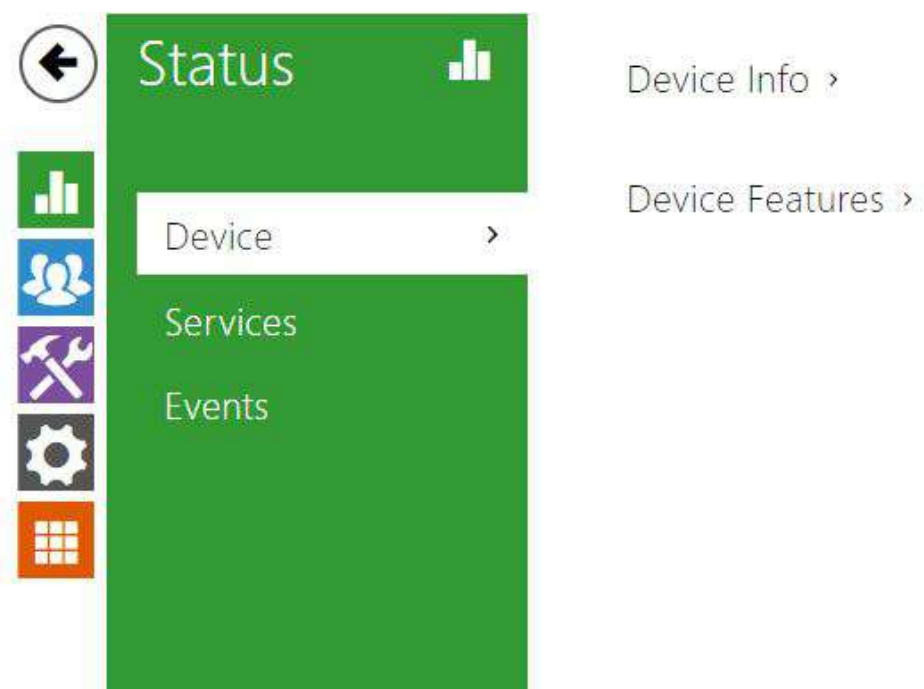 Status
Device
Services
Events
Device Info
Device Features